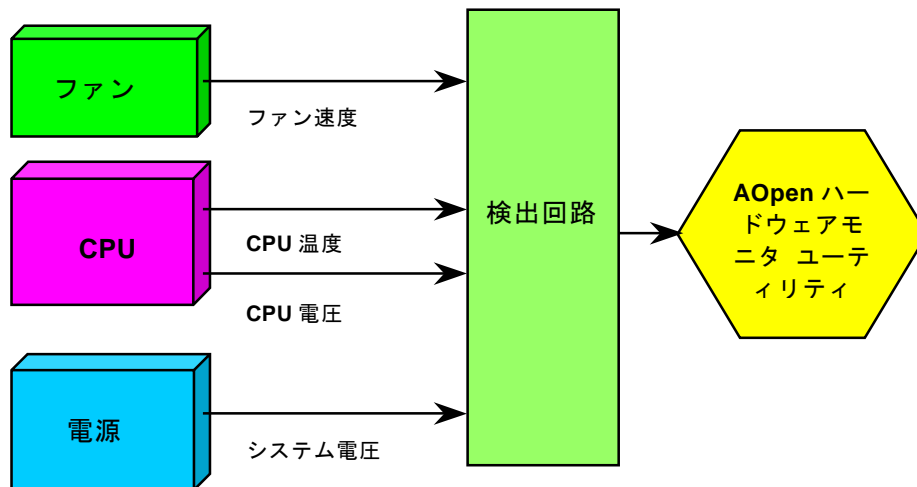 ファン
ファン速度
CPU
CPU 温度
CPU 電圧
電源
システム電圧
検出回路
AOpen ハー
ドウェアモ
ニタ ユーテ
ィリティ